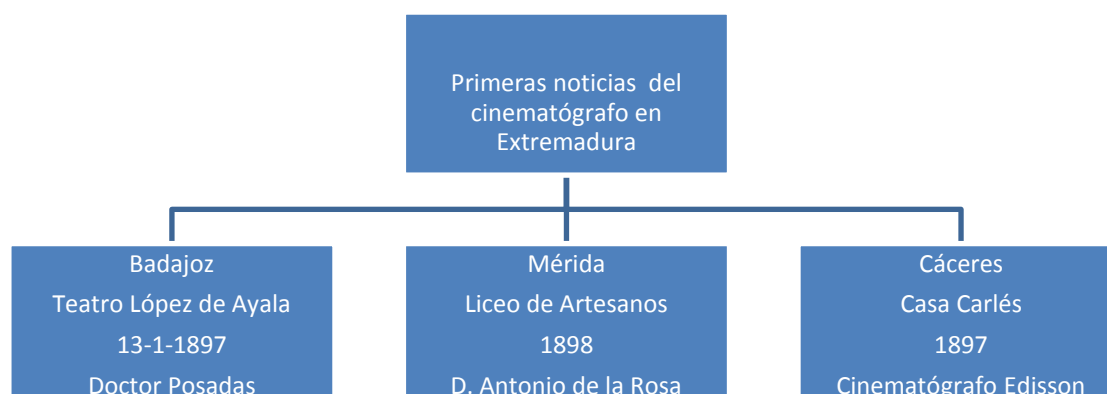 Primeras noticias del
cinematógrafo en
Extremadura
Badajoz
Teatro López de Ayala
13-1-1897
Doctor Posadas
Mérida
Liceo de Artesanos
1898
D. Antonio de la Rosa
Cáceres
Casa Carlés
1897
Cinematógrafo Edisson